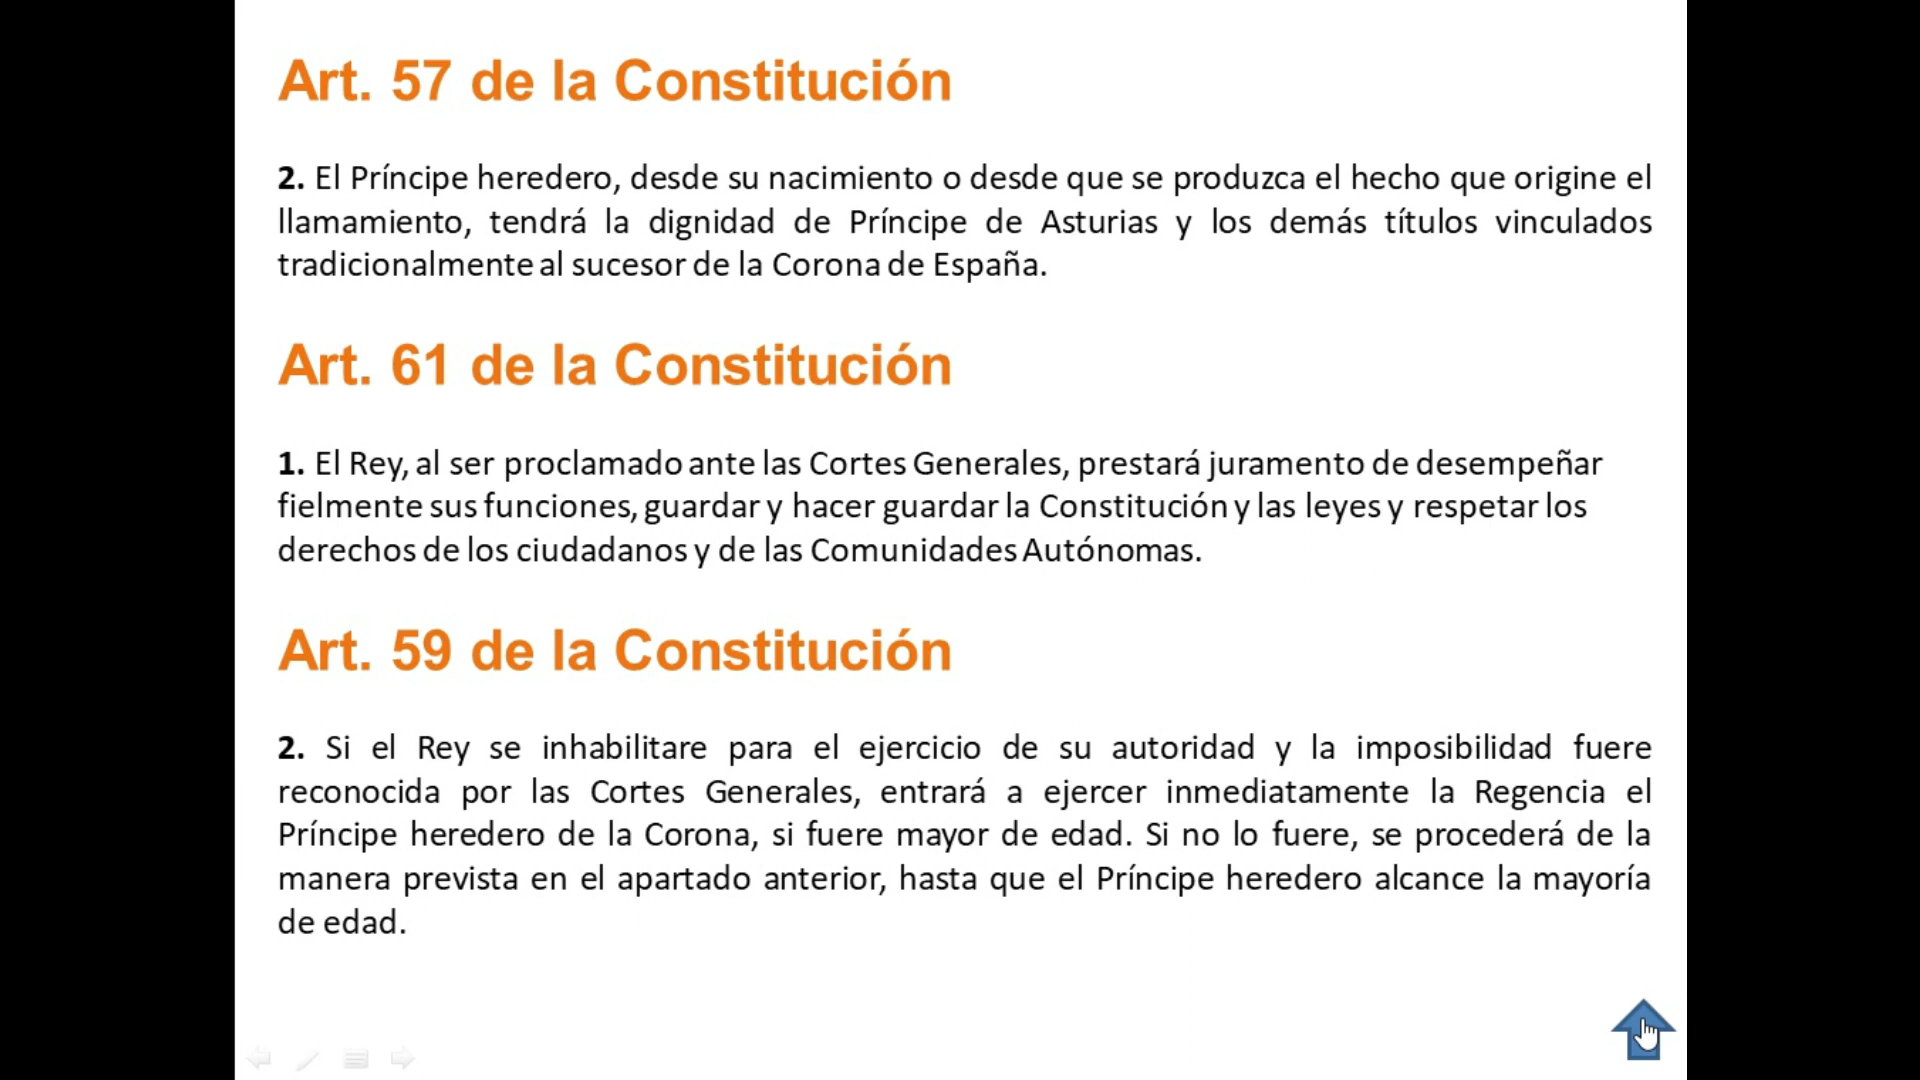 Art. 57 de la Constitución
2. El Príncipe heredero, desde su nacimiento o desde que se produzca el hecho que origine el
llamamiento, tendrá la dignidad de Príncipe de Asturias y los demás títulos vinculados
tradicionalmente al sucesor de la Corona de España.
Art. 61 de la Constitución
1. El Rey, al ser proclamado ante las Cortes Generales, prestará juramento de desempeñar
fielmente sus funciones, guardar y hacer guardar la Constitución y las leyes y respetar los
derechos de los ciudadanos y de las Comunidades Autónomas.
Art. 59 de la Constitución
2. Si el Rey se inhabilitare para el ejercicio de su autoridad y la imposibilidad fuere
reconocida por las Cortes Generales, entrará a ejercer inmediatamente la Regencia el
Príncipe heredero de la Corona, si fuere mayor de edad. Si no lo fuere, se procederá de la
manera prevista en el apartado anterior, hasta que el Príncipe heredero alcance la mayoría
de edad.